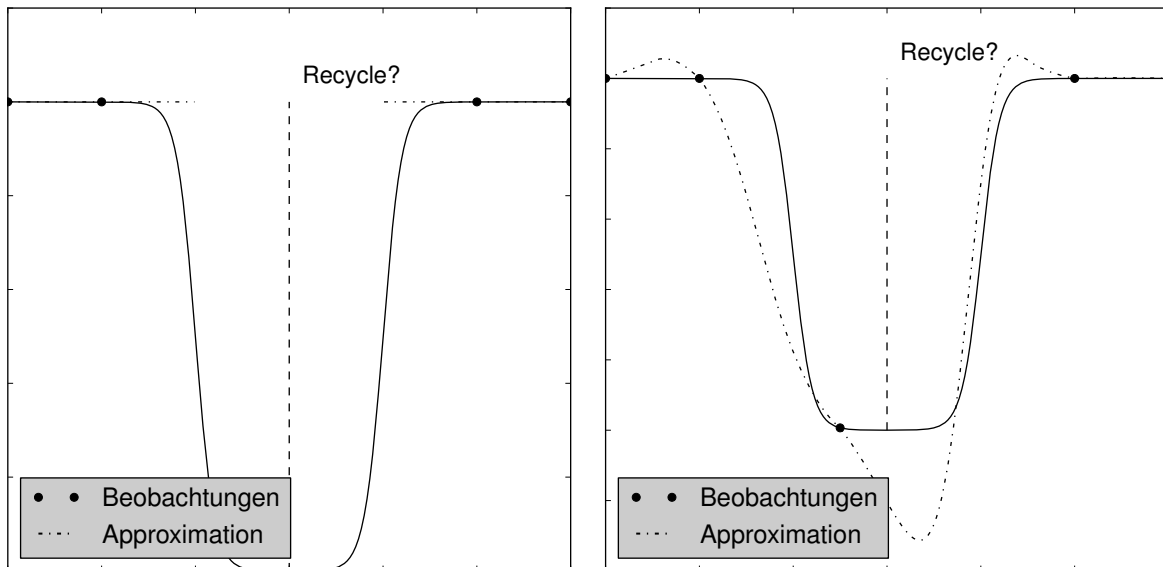 Recycle?
Beobachtungen
Approximation
Recycle?
Beobachtungen
Approximation